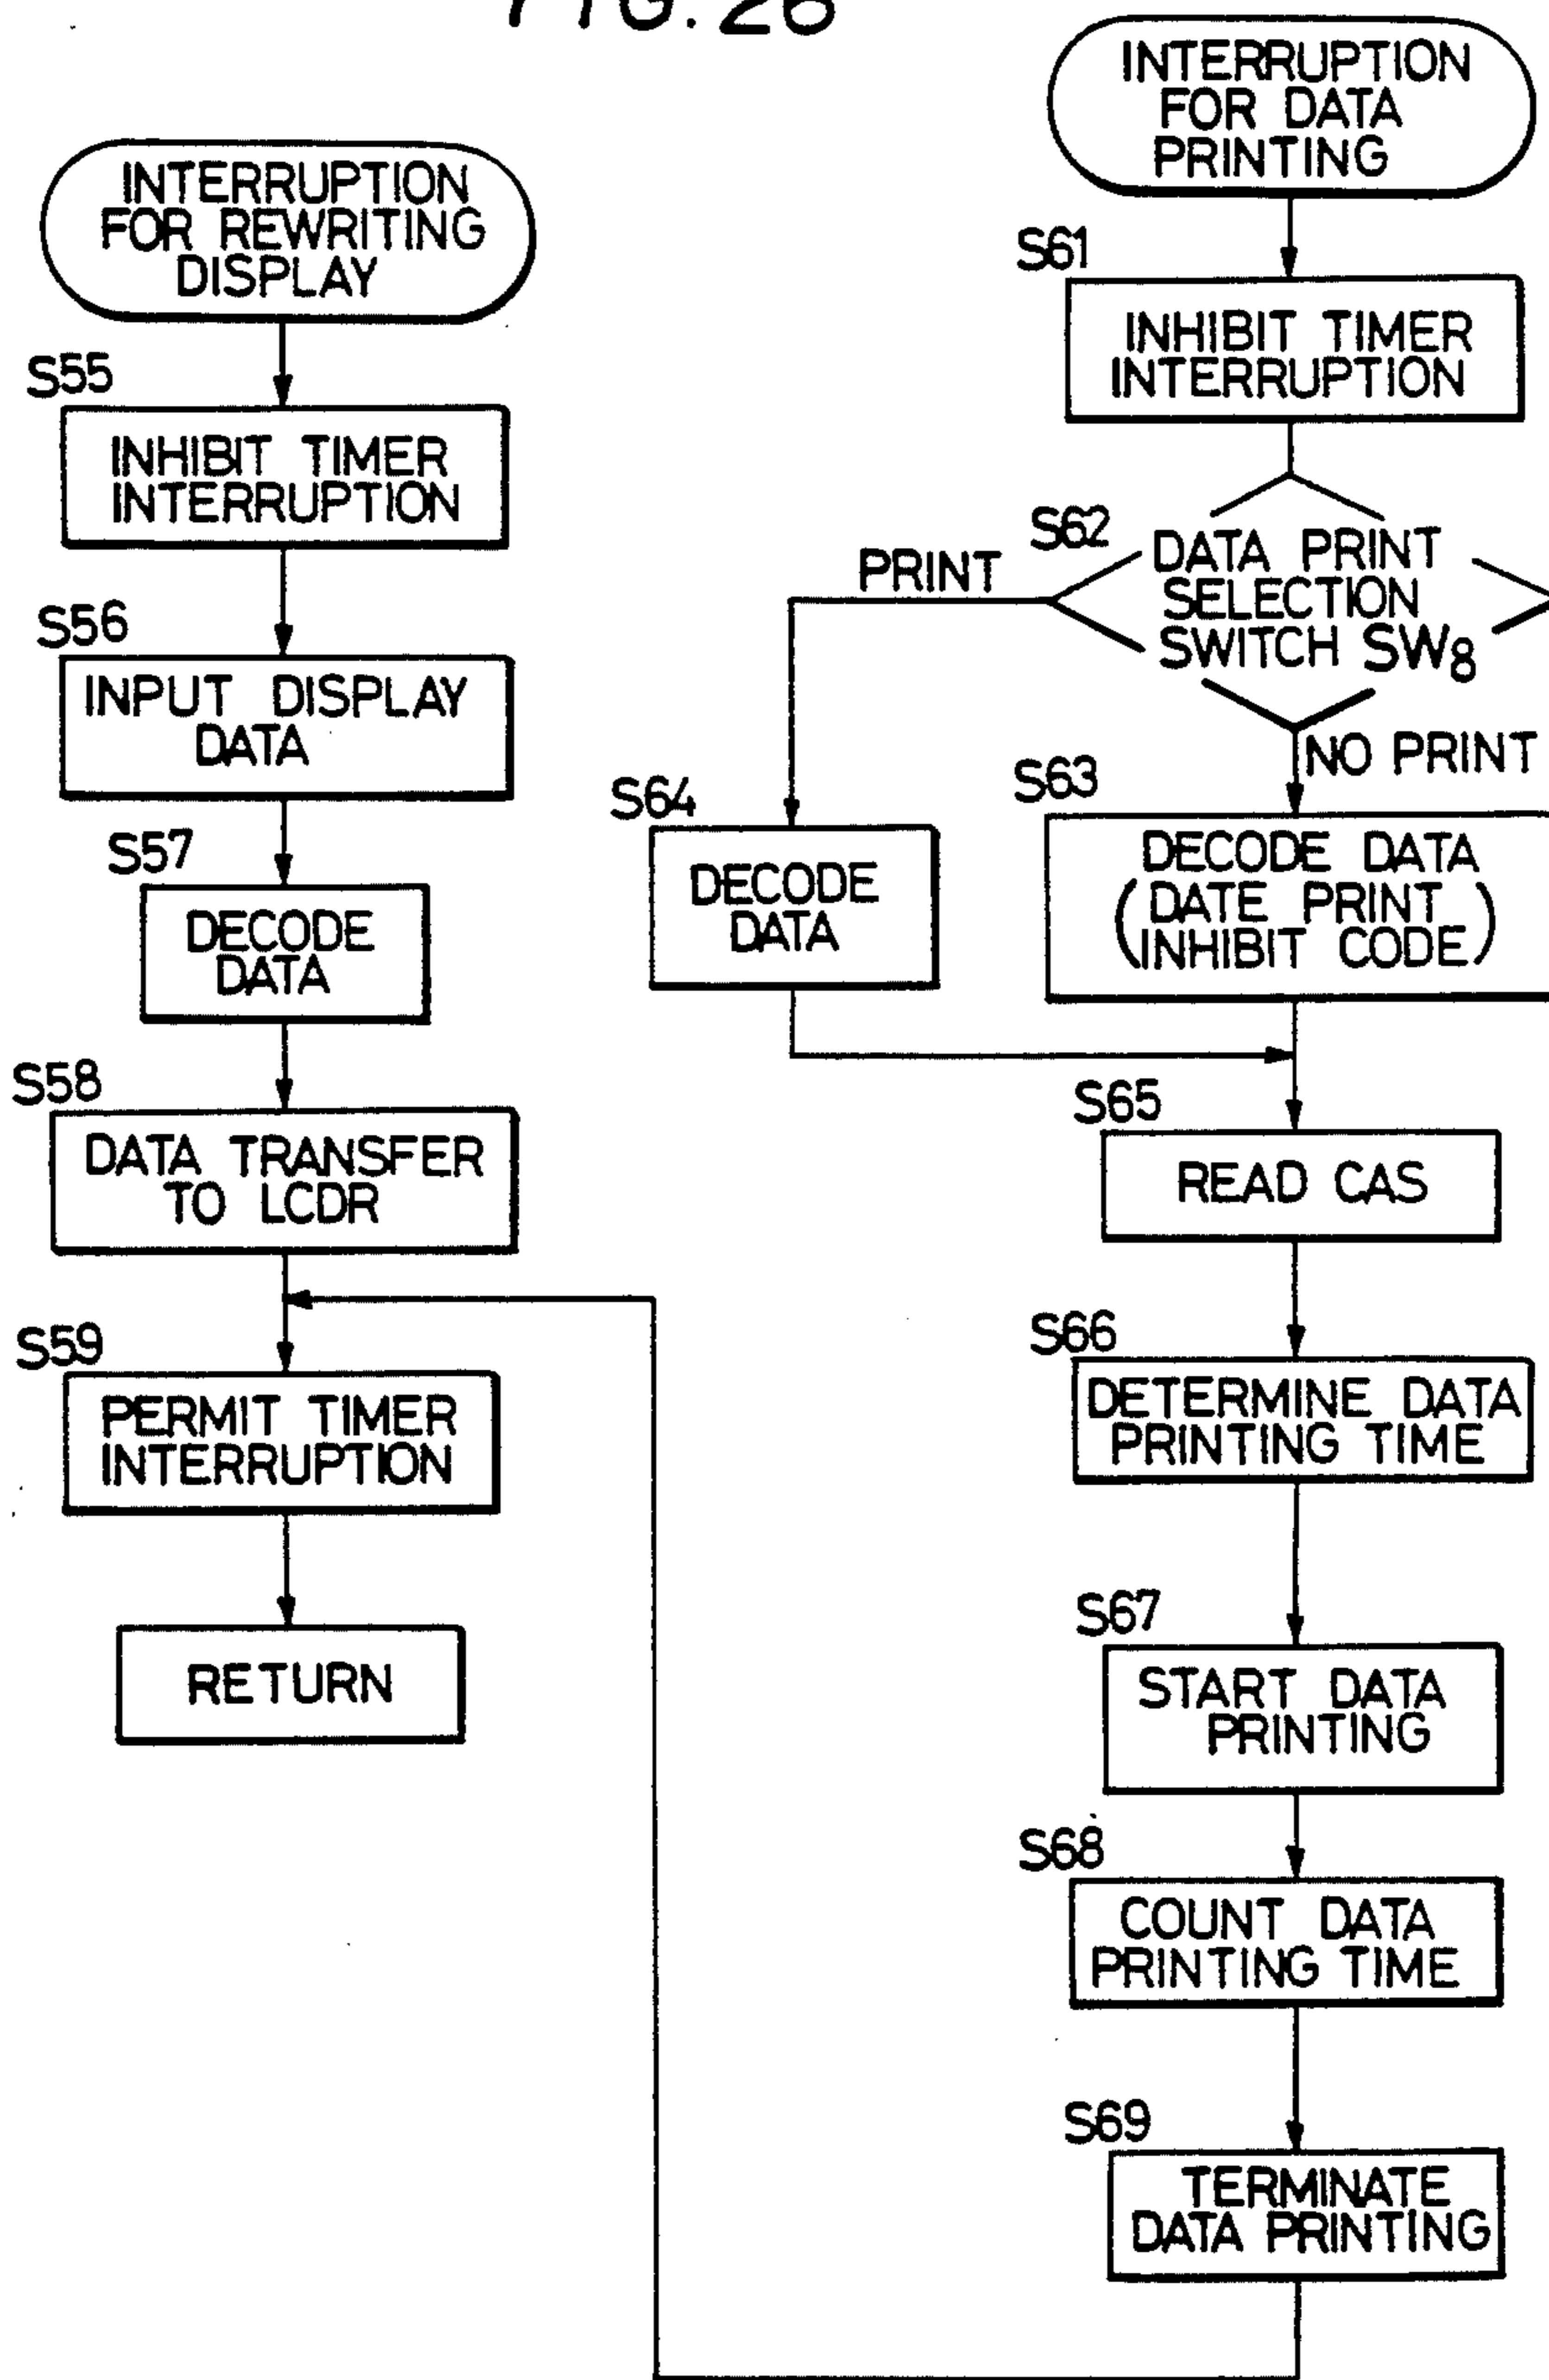 FIG. 26
INTERRUPTION
FOR REWRITING
DISPLAY
S55
INHIBIT TIMER
INTERRUPTION
S56
INPUT DISPLAY
DATA
S57
DECODE
DATA
S58
DATA TRANSFER
TO LCDR
S59
PERMIT TIMER
INTERRUPTION
RETURN
INTERRUPTION
FOR DATA
PRINTING
S61
INHIBIT TIMER
INTERRUPTION
S62
DATA PRINT
SELECTION
SWITCH SW8
PRINT
NO PRINT
S64
DECODE
DATA
S63
DECODE DATA
(DATE PRINT
INHIBIT CODE)
S65
READ CAS
S66
DETERMINE DATA
PRINTING TIME
S67
START DATA
PRINTING
S68
COUNT DATA
PRINTING TIME
S69
TERMINATE
DATA PRINTING